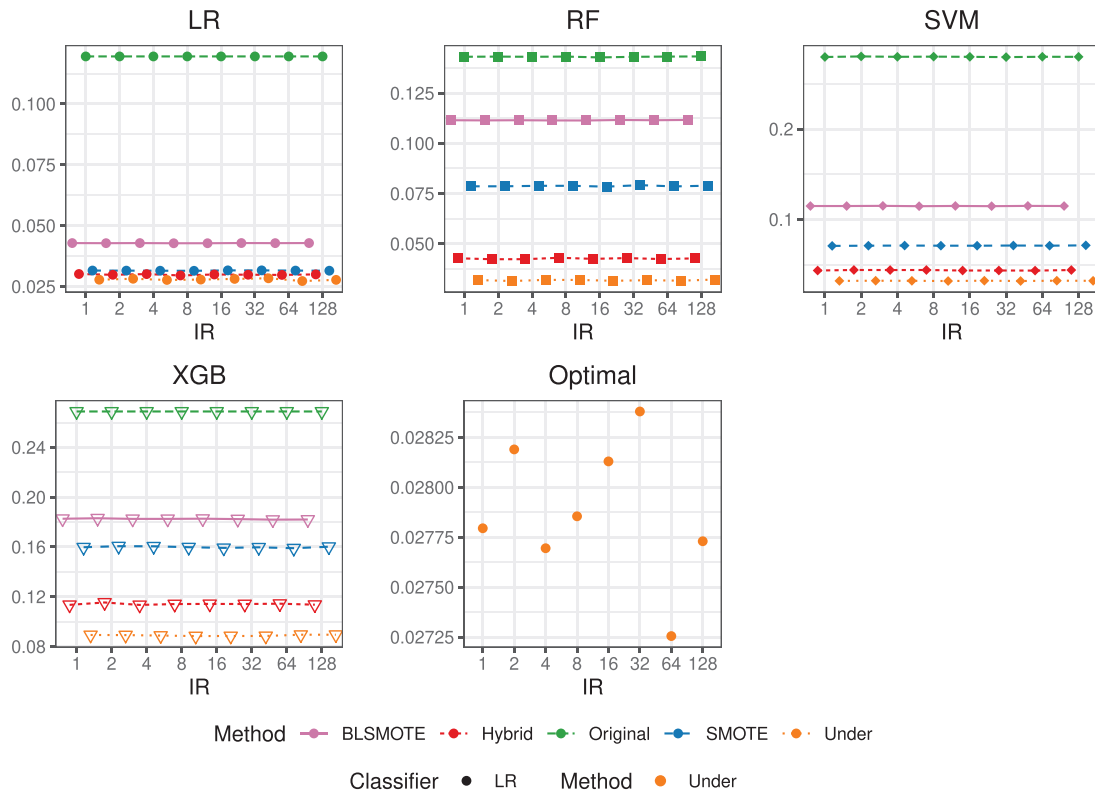 LR RF SVM
0.100
0.075
0.050
0.025
1 2 4 8 16 32 64 128
IR
0.125
0.100
0.075
0.050
1 2 4 8 16 32 64 128
IR
0.2
0.1
1 2 4 8 16 32 64 128
IR
XGB Optimal
0.24
0.20
0.16
0.12
0.08
1 2 4 8 16 32 64 128
IR
0.02825
0.02800
0.02775
0.02750
0.02725
1 2 4 8 16 32 64 128
IR
Method BLSMOTE Hybrid Original SMOTE Under
Classifier LR Method Under